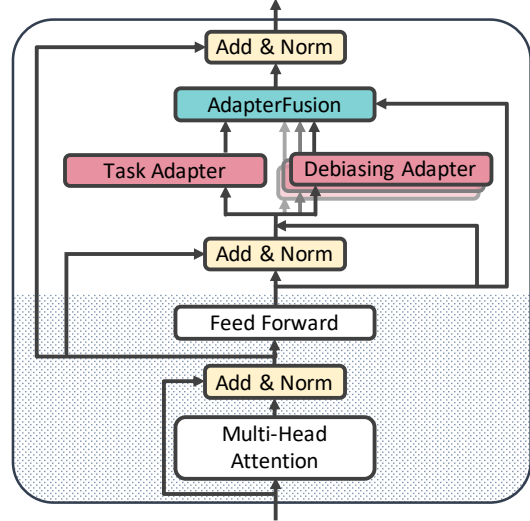 Add & Norm
AdapterFusion
Task Adapter
Debiasing Adapter
Add & Norm
Feed Forward
Add & Norm
Multi-Head
Attention